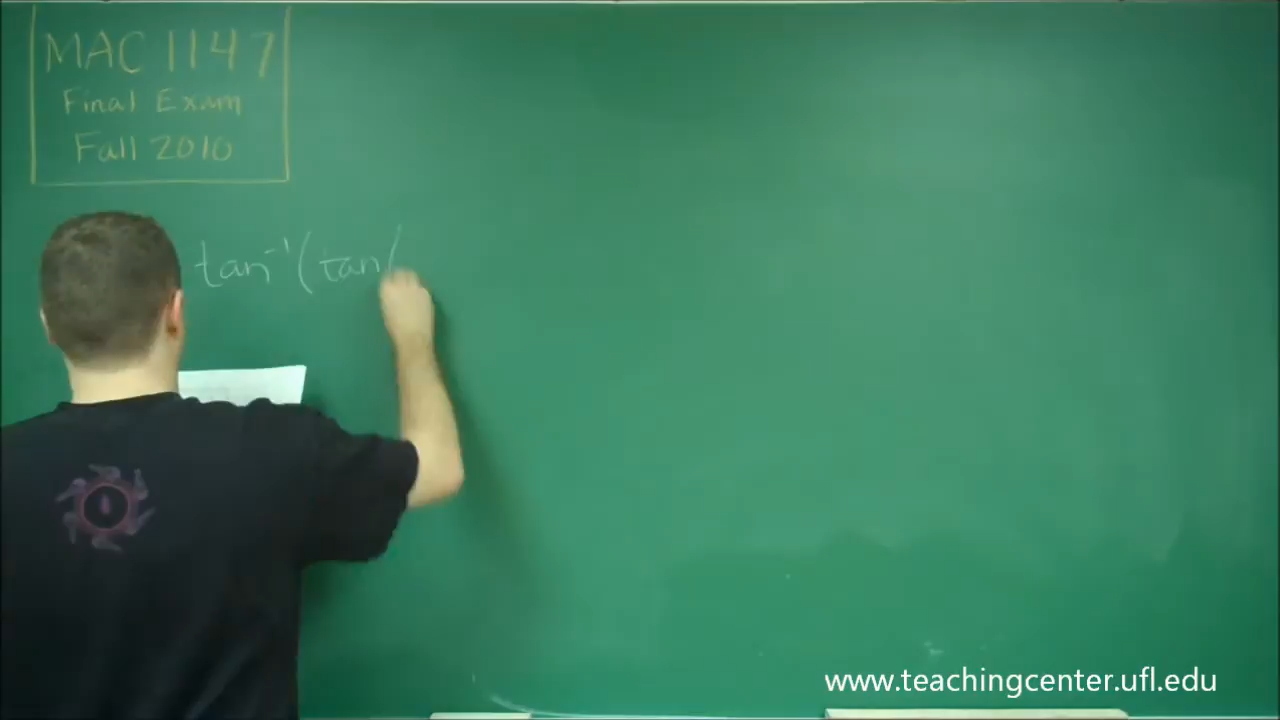 MAC 1147
Final Exam
Fall 2010
tan⁻¹(tan(
www.teachingcenter.ufl.edu